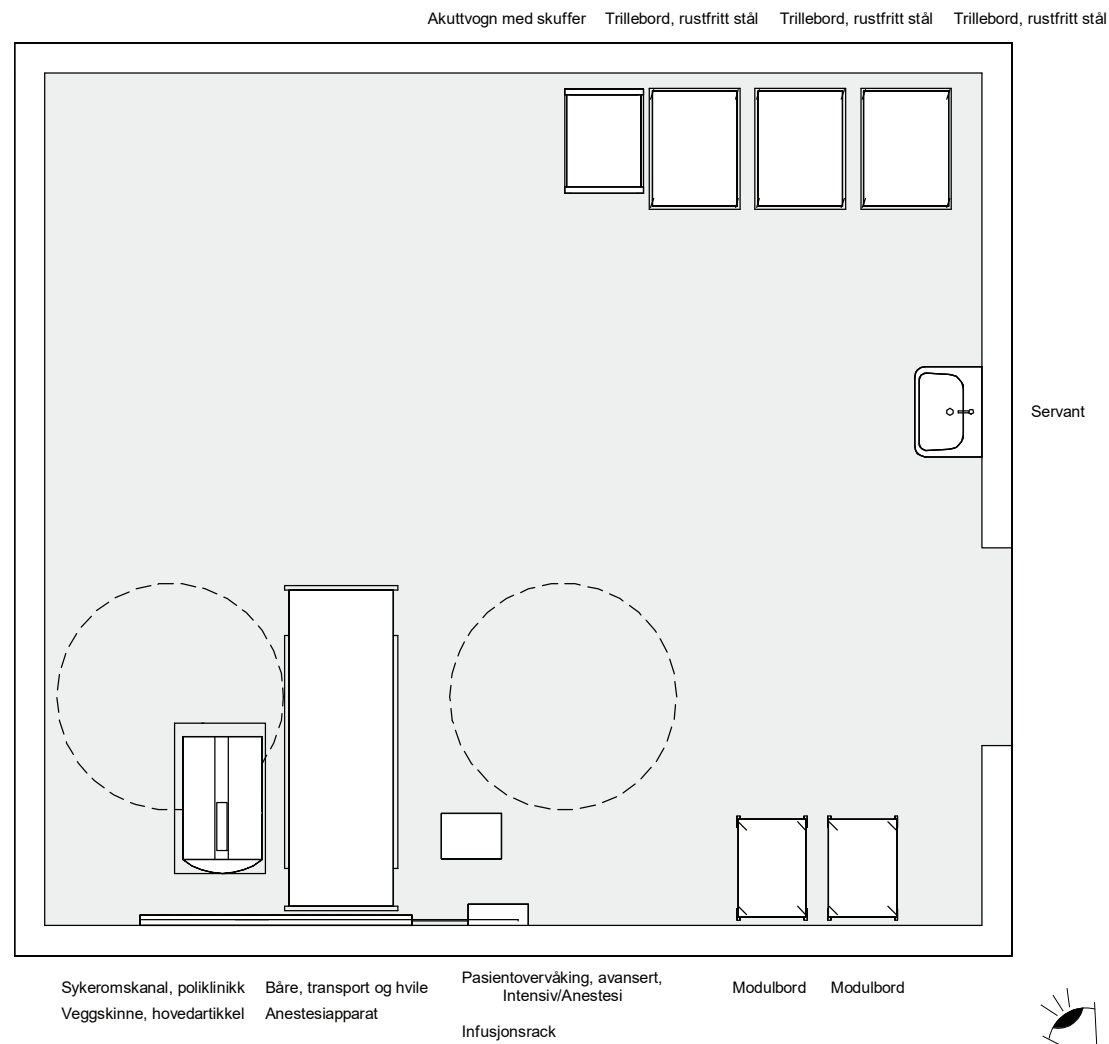 Akuttvogn med skuffer Trillebord, rustfritt stål Trillebord, rustfritt stål Trillebord, rustfritt stål
Servant
Sykeromskanal, poliklinikk
Veggskinne, hovedartikkel
Båre, transport og hvile
Anestesiapparat
Pasientovervåking, avansert,
Intensiv/Anestesi
Infusjonsrack
Modulbord Modulbord